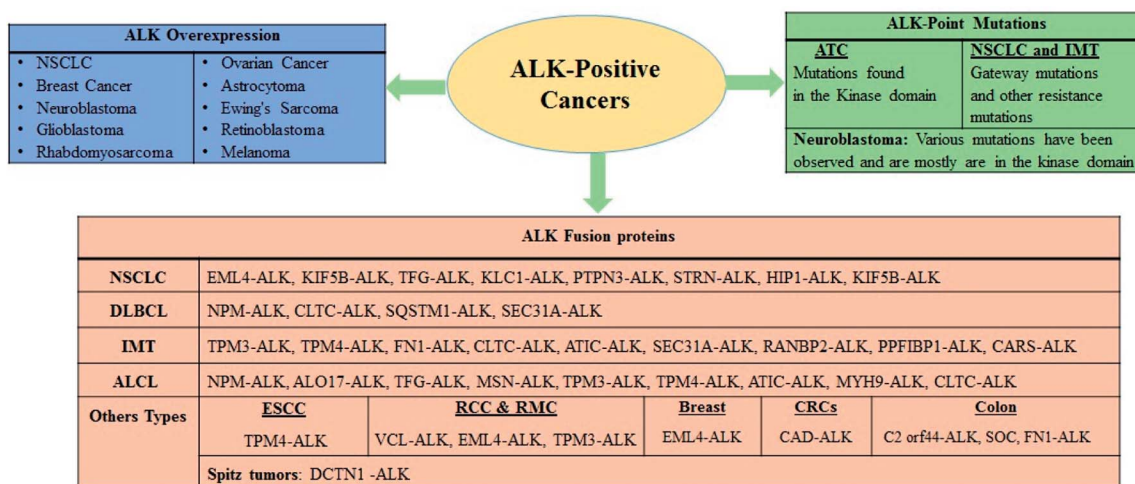 ALK Overexpression
• NSCLC
• Breast Cancer
• Neuroblastoma
• Glioblastoma
• Rhabdomyosarcoma
• Ovarian Cancer
• Astrocytoma
• Ewing's Sarcoma
• Retinoblastoma
• Melanoma
ALK-Positive
Cancers
ALK-Point Mutations
ATC
Mutations found
in the Kinase domain
NSCLC and IMT
Gateway mutations
and other resistance
mutations
Neuroblastoma: Various mutations have been
observed and are mostly are in the kinase domain
ALK Fusion proteins
NSCLC EML4-ALK, KIF5B-ALK, TFG-ALK, KLC1-ALK, PTPN3-ALK, STRN-ALK, HIP1-ALK, KIF5B-ALK
DLBCL NPM-ALK, CLTC-ALK, SQSTM1-ALK, SEC31A-ALK
IMT TPM3-ALK, TPM4-ALK, FN1-ALK, CLTC-ALK, ATIC-ALK, SEC31A-ALK, RANBP2-ALK, PPFIBP1-ALK, CARS-ALK
ALCL NPM-ALK, ALO17-ALK, TFG-ALK, MSN-ALK, TPM3-ALK, TPM4-ALK, ATIC-ALK, MYH9-ALK, CLTC-ALK
Others Types
ESCC
TPM4-ALK
RCC & RMC
VCL-ALK, EML4-ALK, TPM3-ALK
Breast
EML4-ALK
CRCs
CAD-ALK
Colon
C2 orf44-ALK, SOC, FN1-ALK
Spitz tumors: DCTN1 -ALK